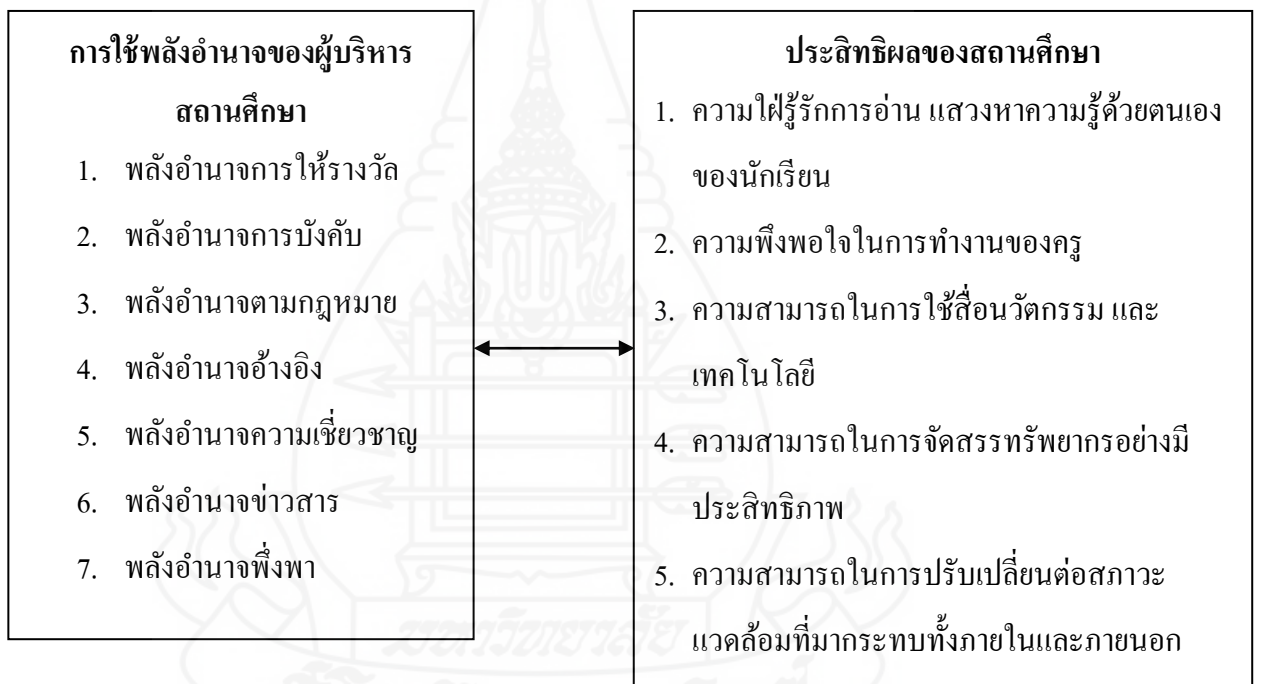 การใช้พลังอำนาจของผู้บริหาร
สถานศึกษา
1. พลังอำนาจการให้รางวัล
2. พลังอำนาจการบังคับ
3. พลังอำนาจตามกฎหมาย
4. พลังอำนาจอ้างอิง
5. พลังอำนาจความเชี่ยวชาญ
6. พลังอำนาจข่าวสาร
7. พลังอำนาจพึ่งพา
ประสิทธิผลของสถานศึกษา
1. ความใฝ่รู้รักการอ่าน แสวงหาความรู้ด้วยตนเอง
ของนักเรียน
2. ความพึงพอใจในการทำงานของครู
3. ความสามารถในการใช้สื่อนวัตกรรม และ
เทคโนโลยี
4. ความสามารถในการจัดสรรทรัพยากรอย่างมี
ประสิทธิภาพ
5. ความสามารถในการปรับเปลี่ยนต่อสภาวะ
แวดล้อมที่มากระทบทั้งภายในและภายนอก